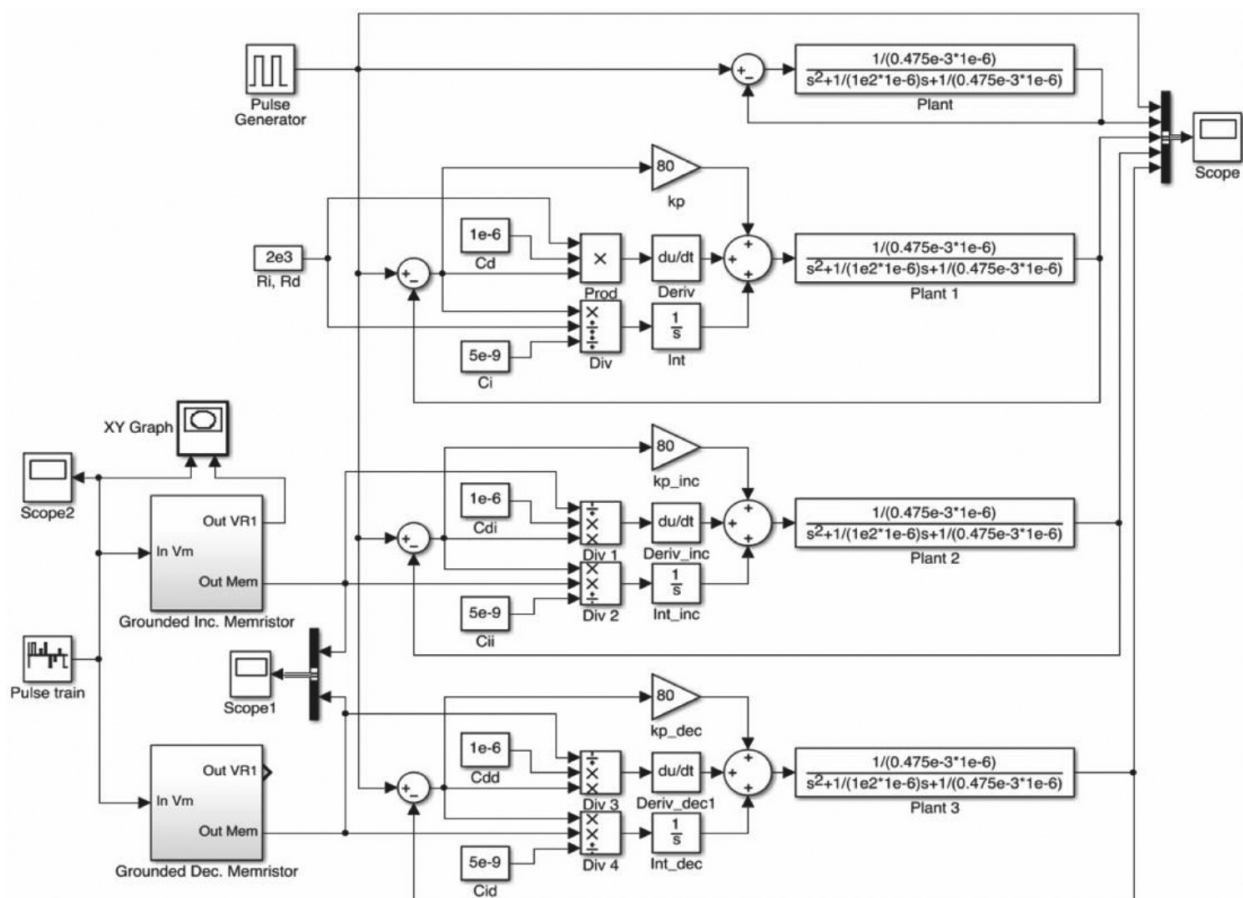 Pulse
Generator
+
-
1/(0.475e-3*1e-6)
s2+1/(1e2*1e-6)s+1/(0.475e-3*1e-6)
Plant
Scope
80
kp
2e3
Ri, Rd
+
-
1e-6
Cd
×
Prod
du/dt
Deriv
+
+
+
1/(0.475e-3*1e-6)
s2+1/(1e2*1e-6)s+1/(0.475e-3*1e-6)
Plant 1
×
÷
÷
Div
1
s
Int
5e-9
Ci
XY Graph
Scope2
In Vm
Out VR1
Out Mem
Grounded Inc. Memristor
80
kp_inc
+
-
1e-6
Cdi
÷
×
×
Div 1
du/dt
Deriv_inc
+
+
+
1/(0.475e-3*1e-6)
s2+1/(1e2*1e-6)s+1/(0.475e-3*1e-6)
Plant 2
×
×
÷
Div 2
1
s
Int_inc
5e-9
Cii
Pulse train
Scope1
In Vm
Out VR1
Out Mem
Grounded Dec. Memristor
80
kp_dec
+
-
1e-6
Cdd
÷
×
×
Div 3
du/dt
Deriv_dec1
+
+
+
1/(0.475e-3*1e-6)
s2+1/(1e2*1e-6)s+1/(0.475e-3*1e-6)
Plant 3
×
×
÷
Div 4
1
s
Int_dec
5e-9
Cid